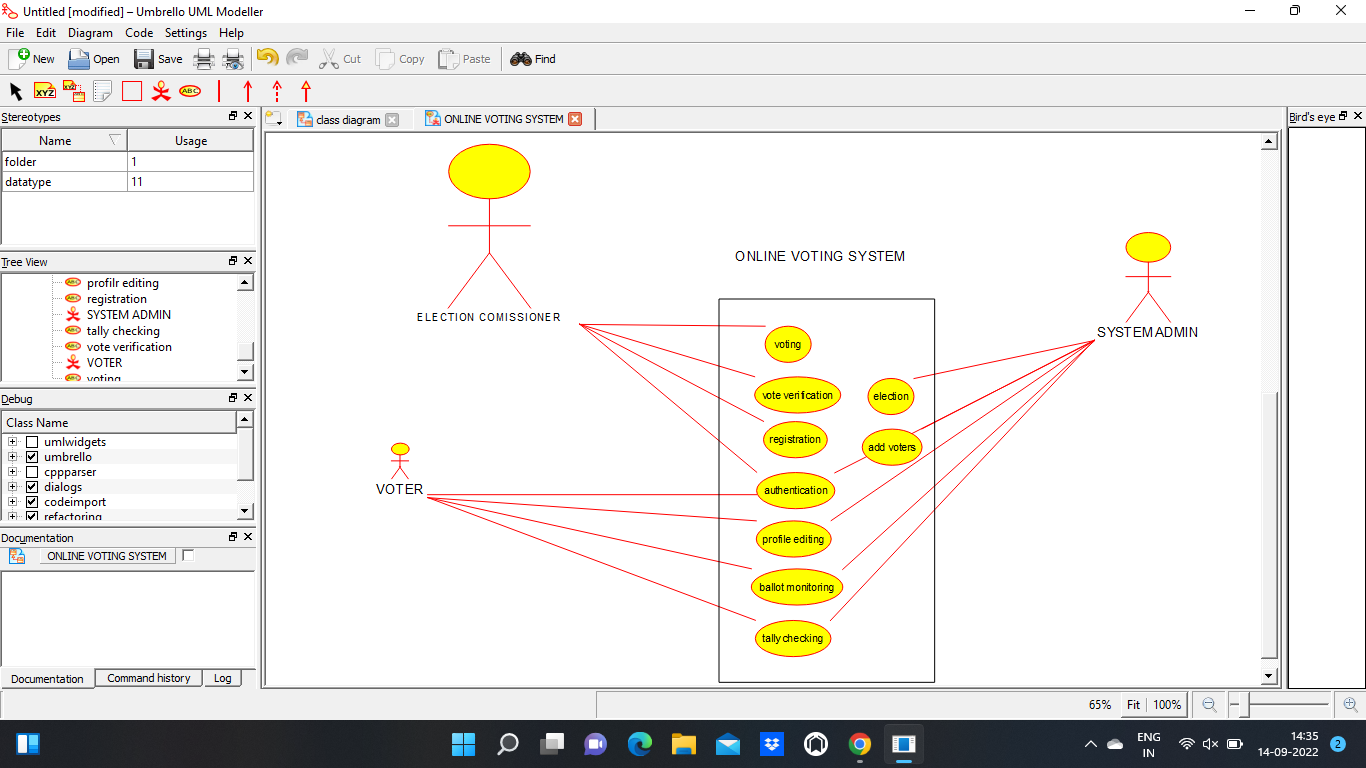 Untitled [modified] – Umbrello UML Modeller
File Edit Diagram Code Settings Help
New Open Save Cut Copy Paste Find
XYZ XYZ ABC
Stereotypes
Name Usage
folder 1
datatype 11
Tree View
profilr editing
registration
SYSTEM ADMIN
tally checking
vote verification
VOTER
voting
Debug
Class Name
umlwidgets
umbrello
cppparser
dialogs
codeimport
refactoring
Documentation
ONLINE VOTING SYSTEM
Documentation Command history Log
class diagram ONLINE VOTING SYSTEM
Bird's eye
ELECTION COMISSIONER
ONLINE VOTING SYSTEM
SYSTEM ADMIN
VOTER
voting
vote verification
election
registration
add voters
authentication
profile editing
ballot monitoring
tally checking
65% Fit 100%
ENG
IN
14:35
14-09-2022
2